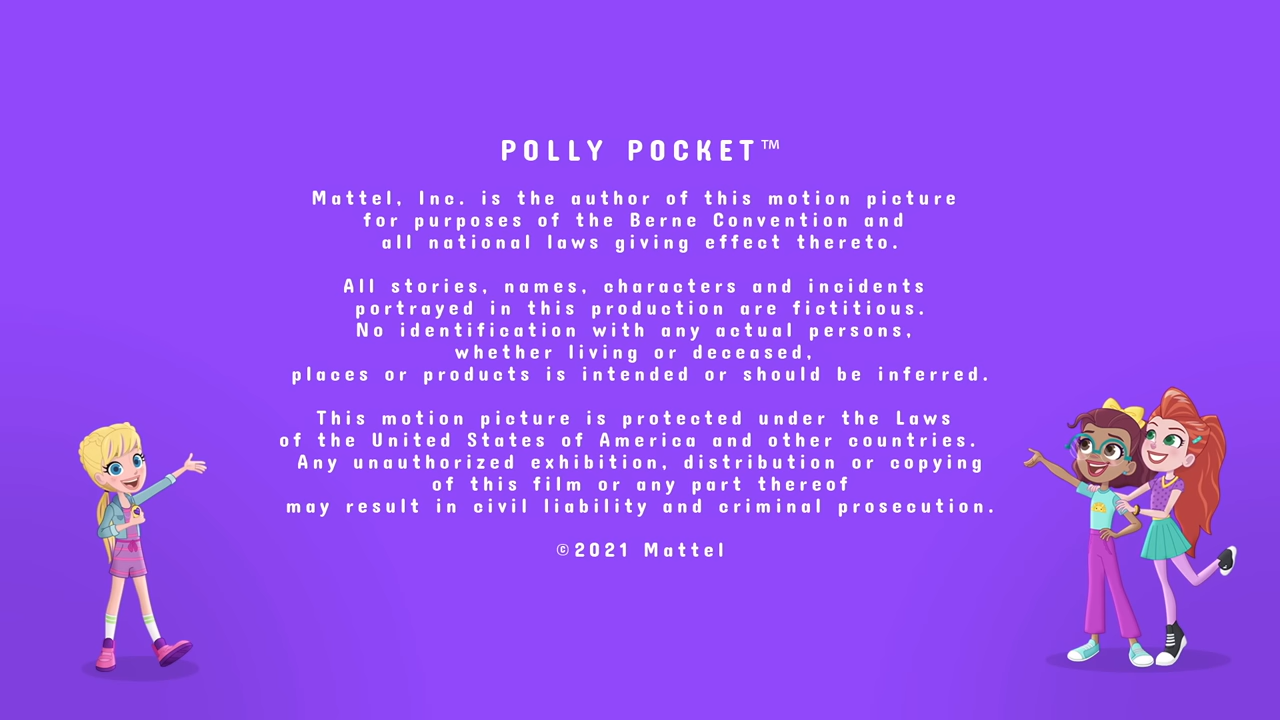 POLLY POCKET™
Mattel, Inc. is the author of this motion picture
for purposes of the Berne Convention and
all national laws giving effect thereto.
All stories, names, characters and incidents
portrayed in this production are fictitious.
No identification with any actual persons,
whether living or deceased,
places or products is intended or should be inferred.
This motion picture is protected under the Laws
of the United States of America and other countries.
Any unauthorized exhibition, distribution or copying
of this film or any part thereof
may result in civil liability and criminal prosecution.
©2021 Mattel